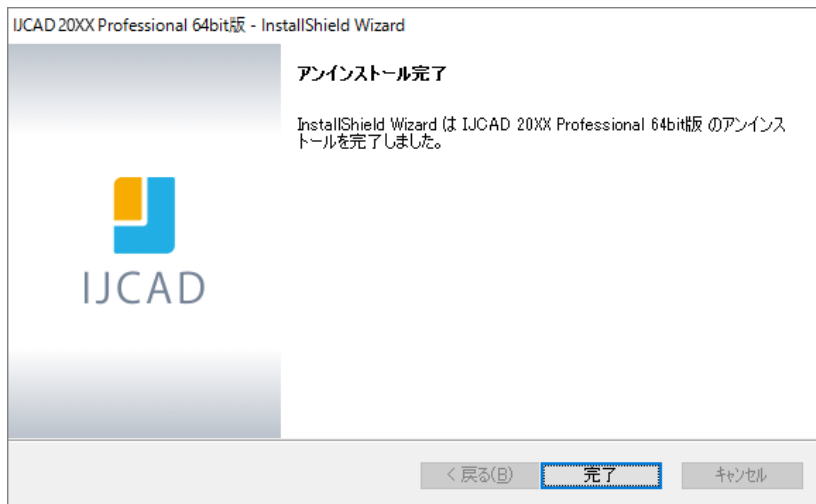 IJCAD 20XX Professional 64bit版 - InstallShield Wizard
アンインストール完了
InstallShield Wizard は IJCAD 20XX Professional 64bit版 のアンインス
トールを完了しました。
IJCAD
< 戻る(B)
完了
キャンセル